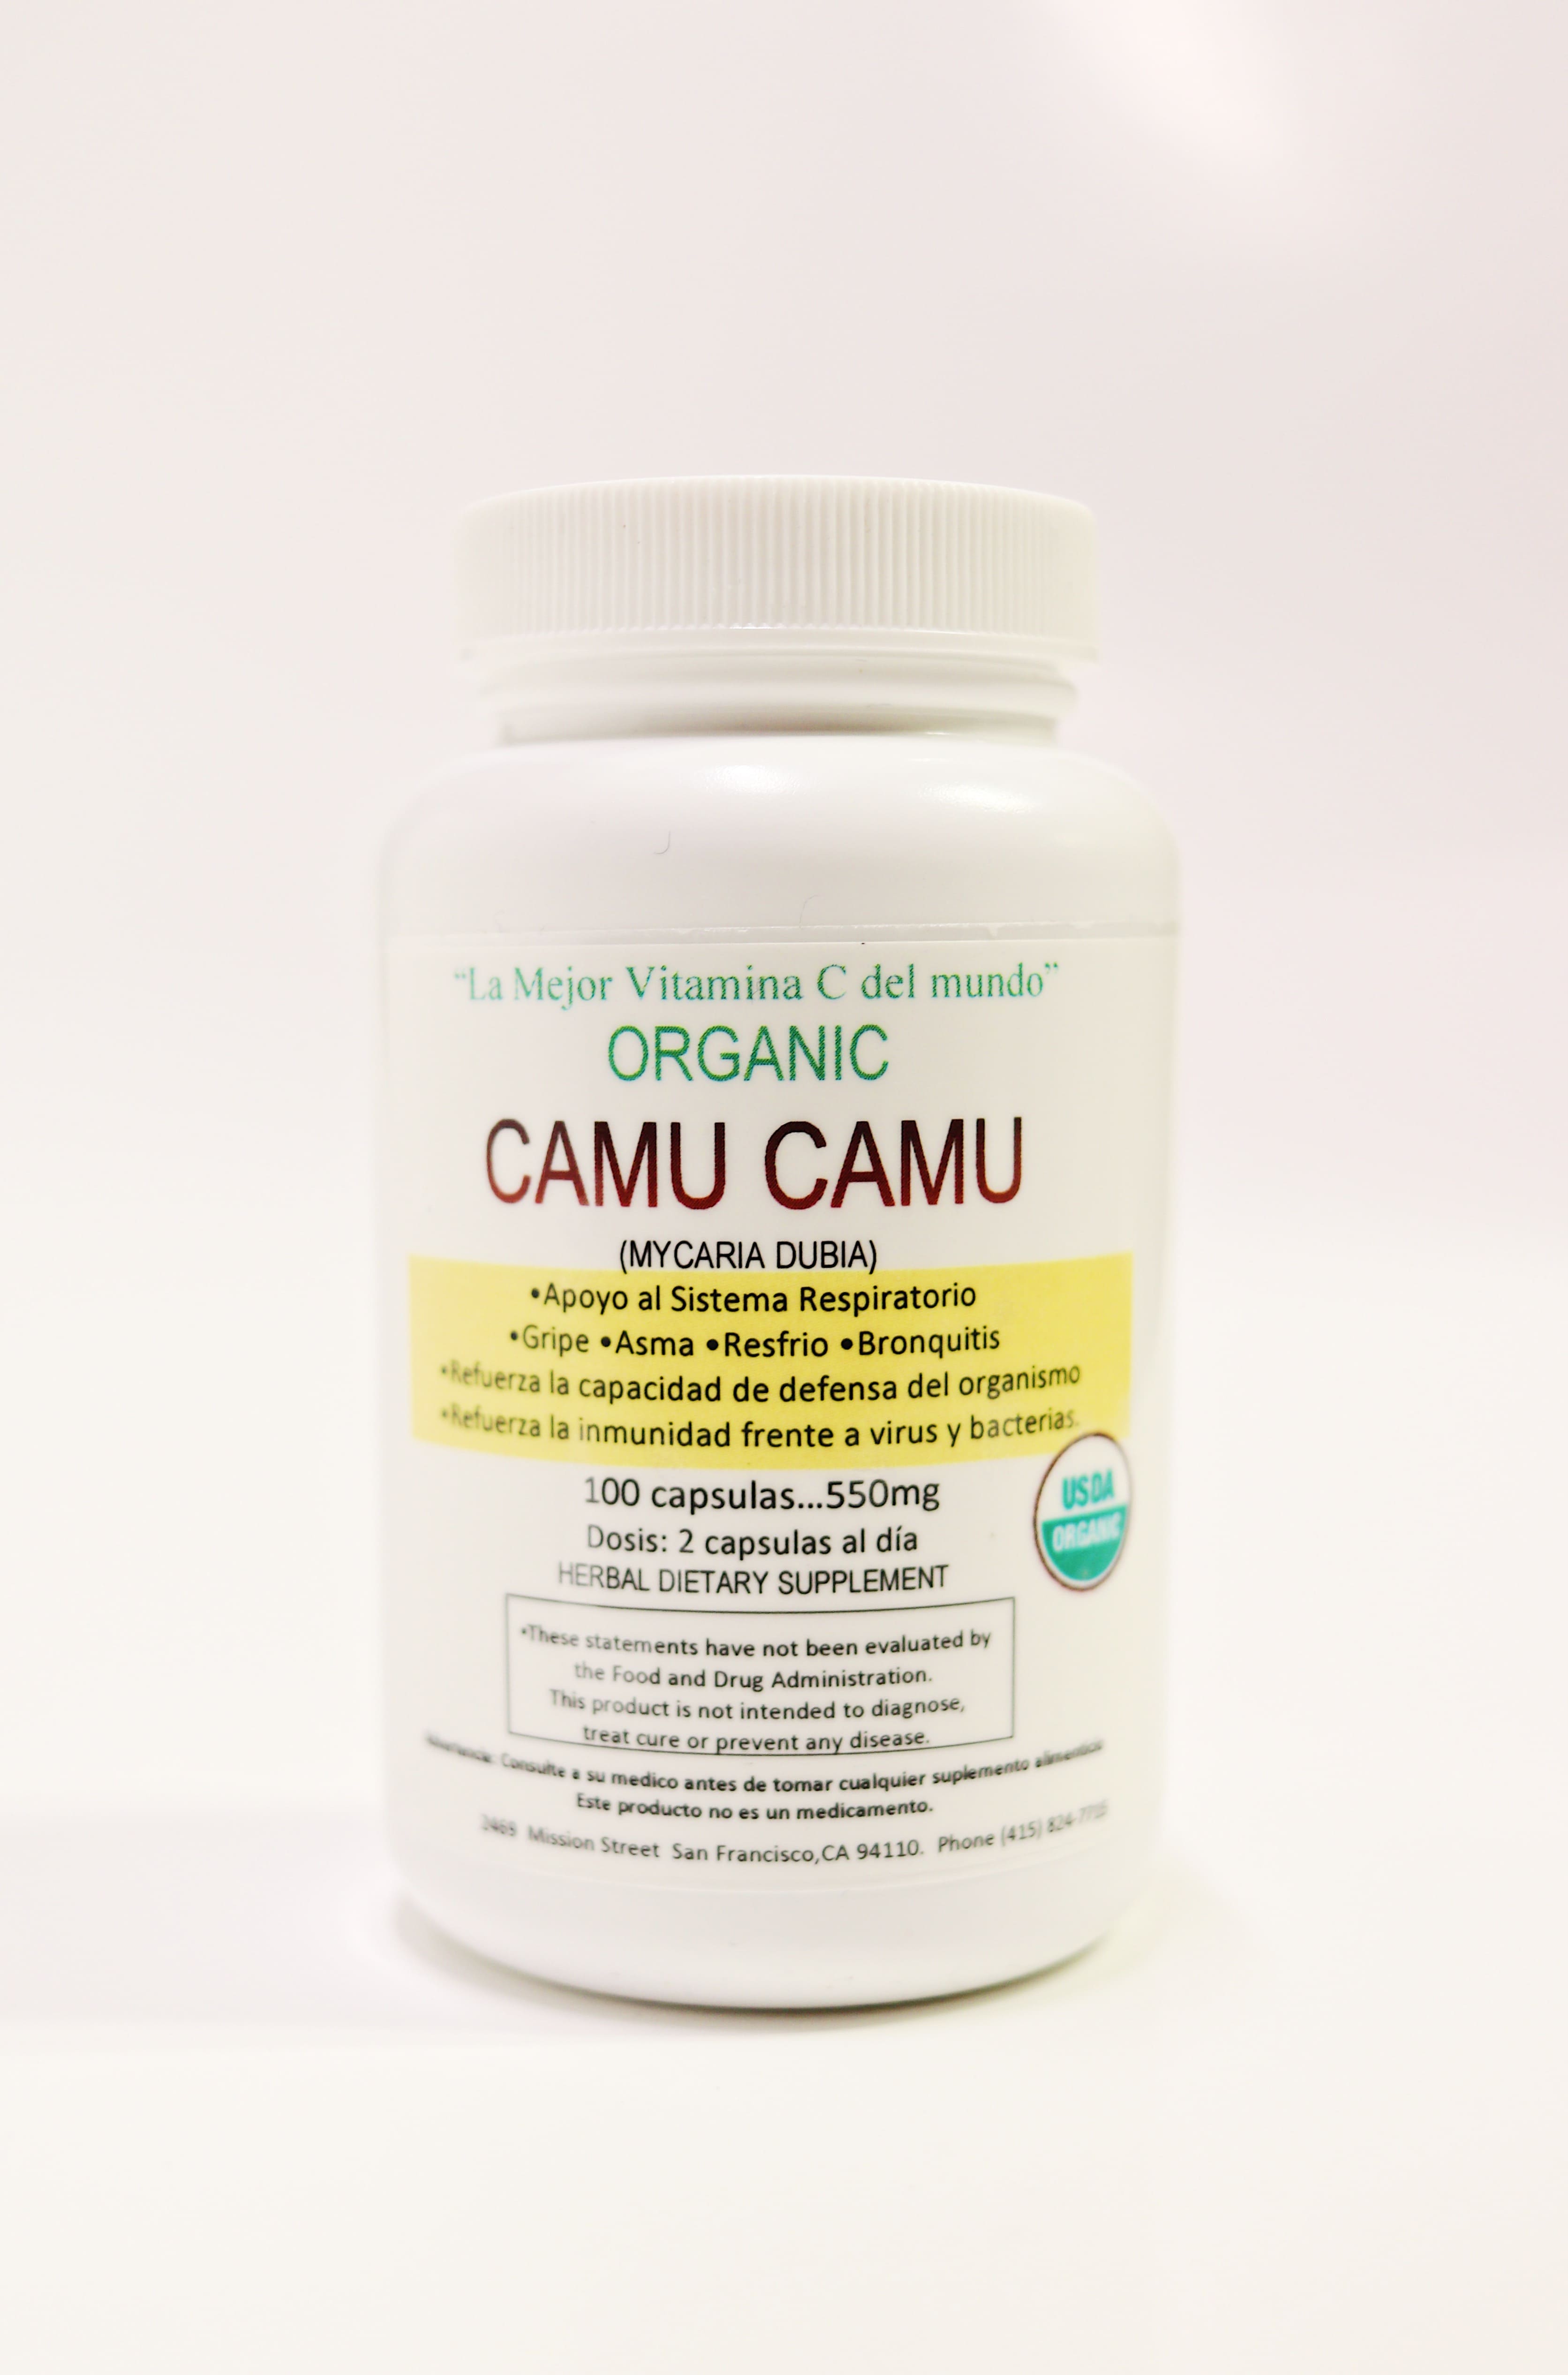 “La Mejor Vitamina C del mundo”
ORGANIC
CAMU CAMU
(MYCARIA DUBIA)
•Apoyo al Sistema Respiratorio
•Gripe •Asma •Resfrio •Bronquitis
•Refuerza la capacidad de defensa del organismo
•Refuerza la inmunidad frente a virus y bacterias.
100 capsulas...550mg
Dosis: 2 capsulas al día
USDA
ORGANIC
HERBAL DIETARY SUPPLEMENT
•These statements have not been evaluated by
the Food and Drug Administration.
This product is not intended to diagnose,
treat cure or prevent any disease.
Consulte a su medico antes de tomar cualquier suplemento alimenticio
Este producto no es un medicamento.
Mission Street San Francisco,CA 94110. Phone (415)